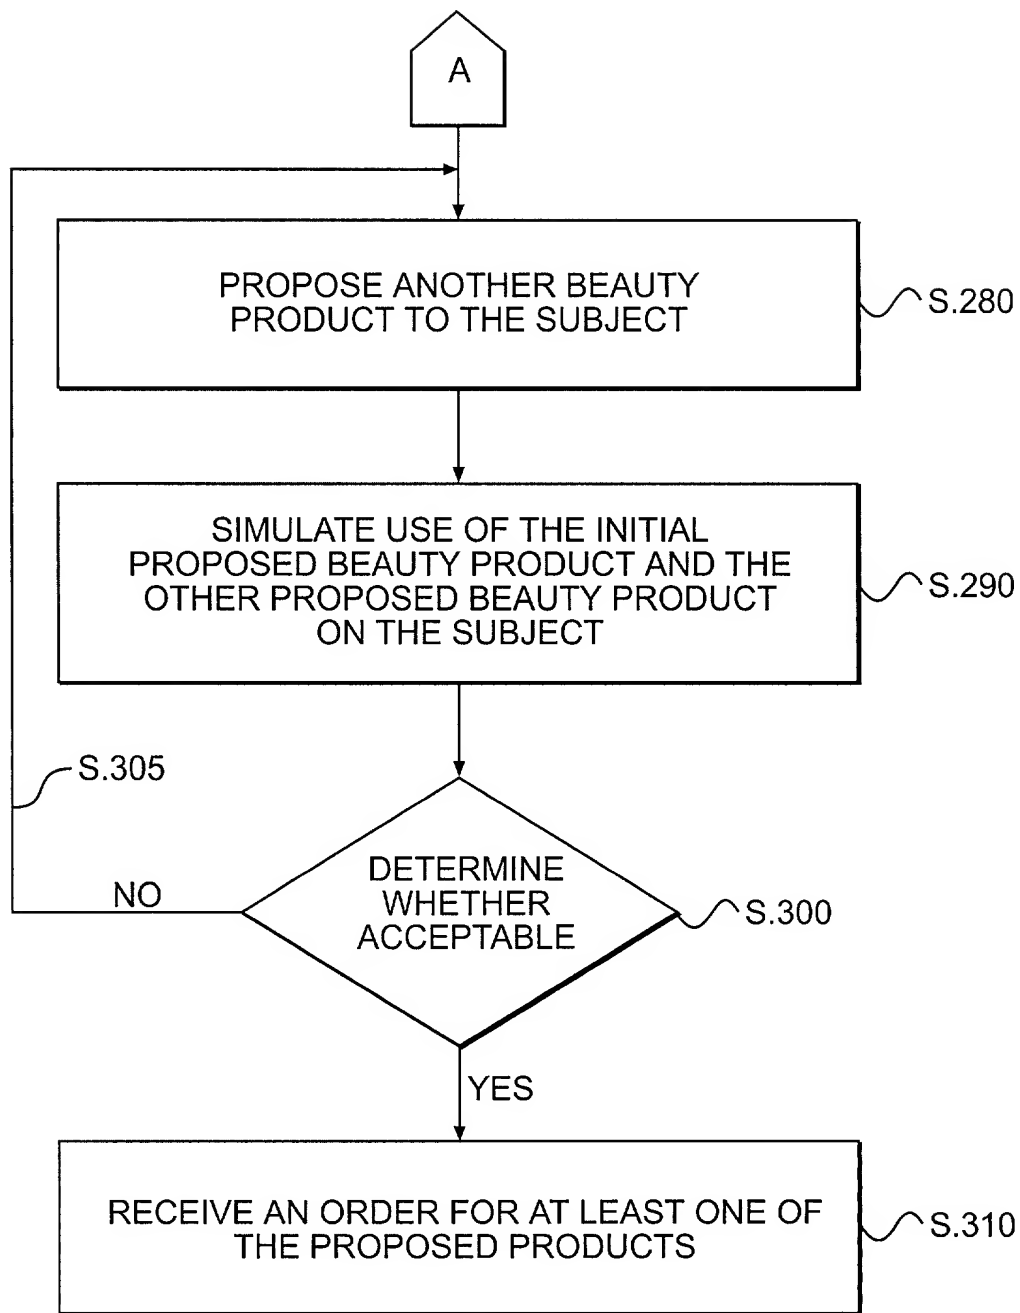 A
PROPOSE ANOTHER BEAUTY
PRODUCT TO THE SUBJECT
S.280
SIMULATE USE OF THE INITIAL
PROPOSED BEAUTY PRODUCT AND THE
OTHER PROPOSED BEAUTY PRODUCT
ON THE SUBJECT
S.290
S.305
DETERMINE
WHETHER
ACCEPTABLE
NO
S.300
YES
RECEIVE AN ORDER FOR AT LEAST ONE OF
THE PROPOSED PRODUCTS
S.310